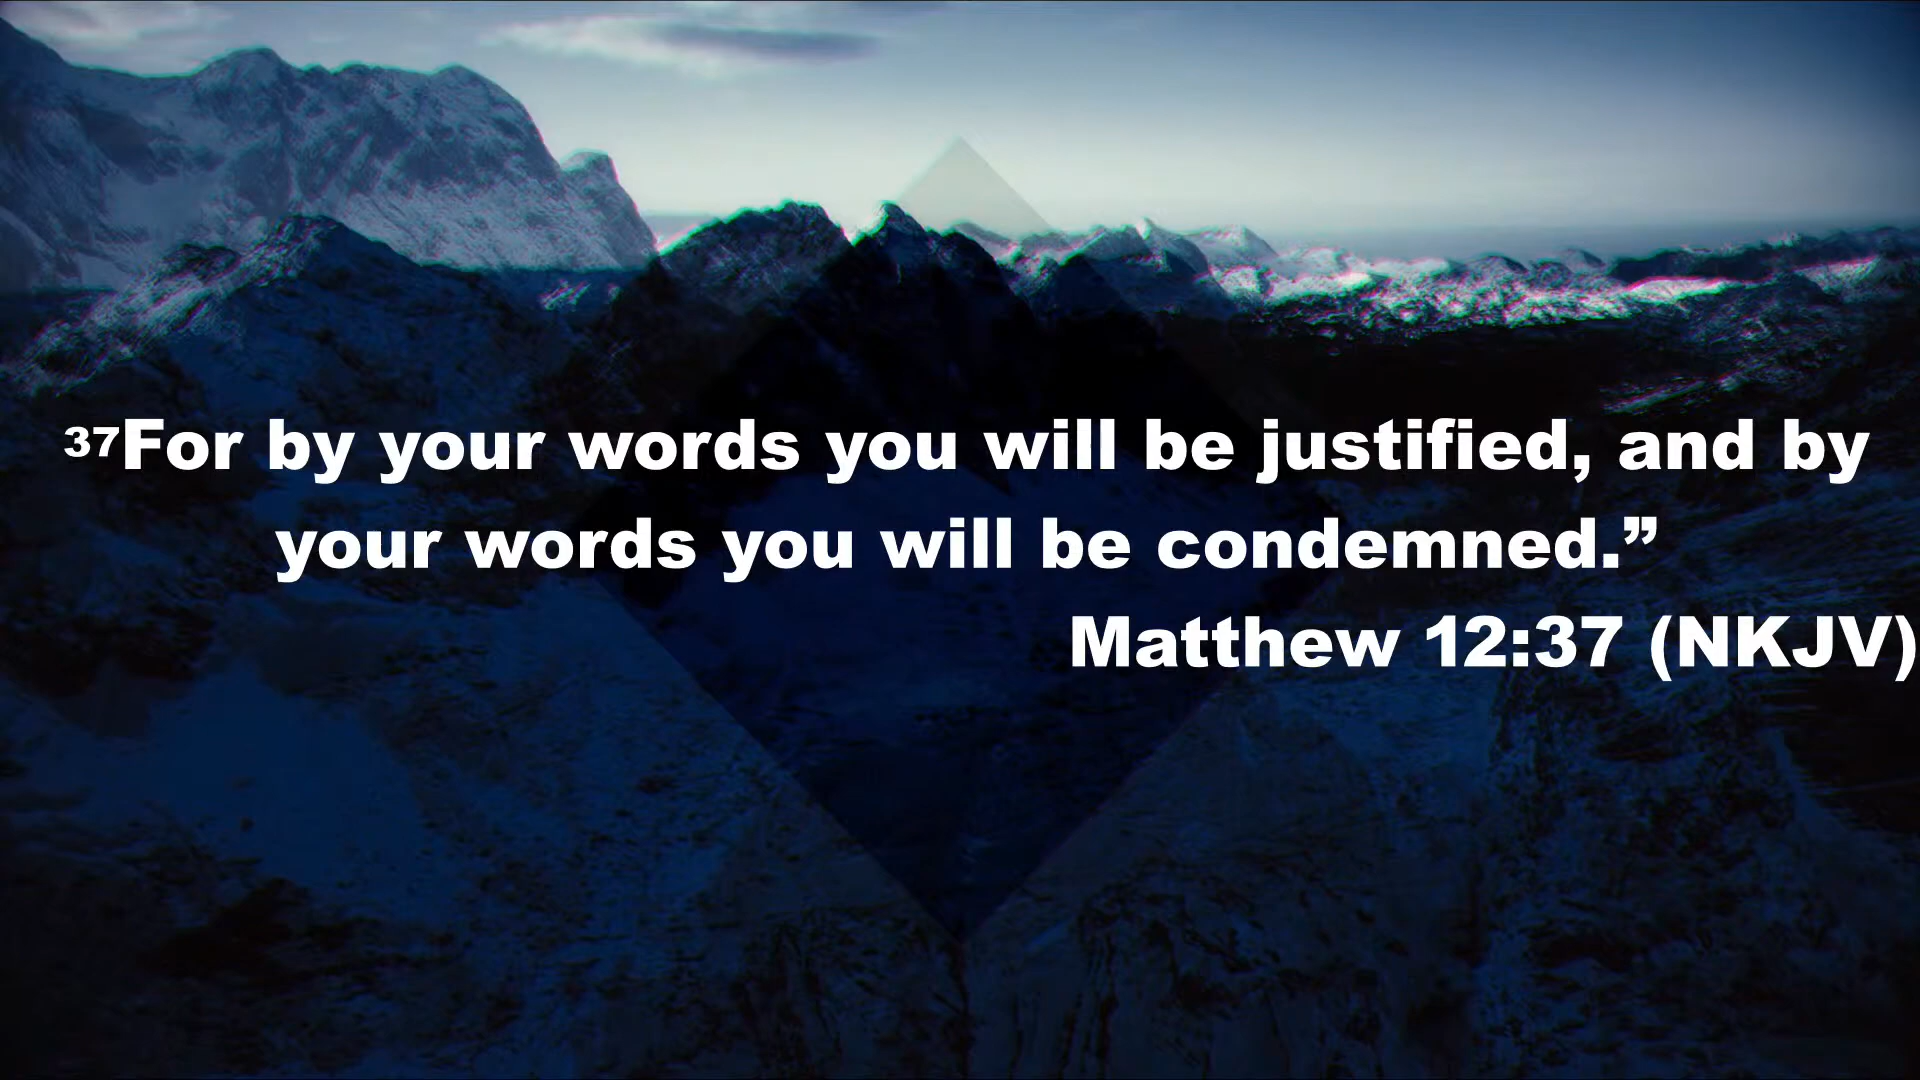 ³⁷For by your words you will be justified, and by
your words you will be condemned.”
Matthew 12:37 (NKJV)